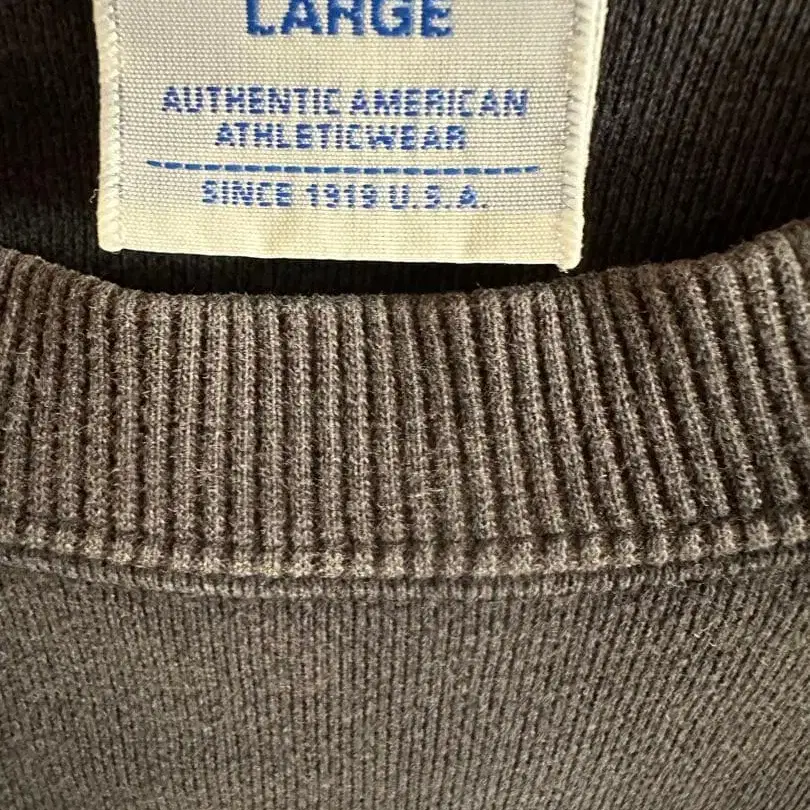 LARGE
AUTHENTIC AMERICAN
ATHLETICWEAR
SINCE 1919 U.S.A.